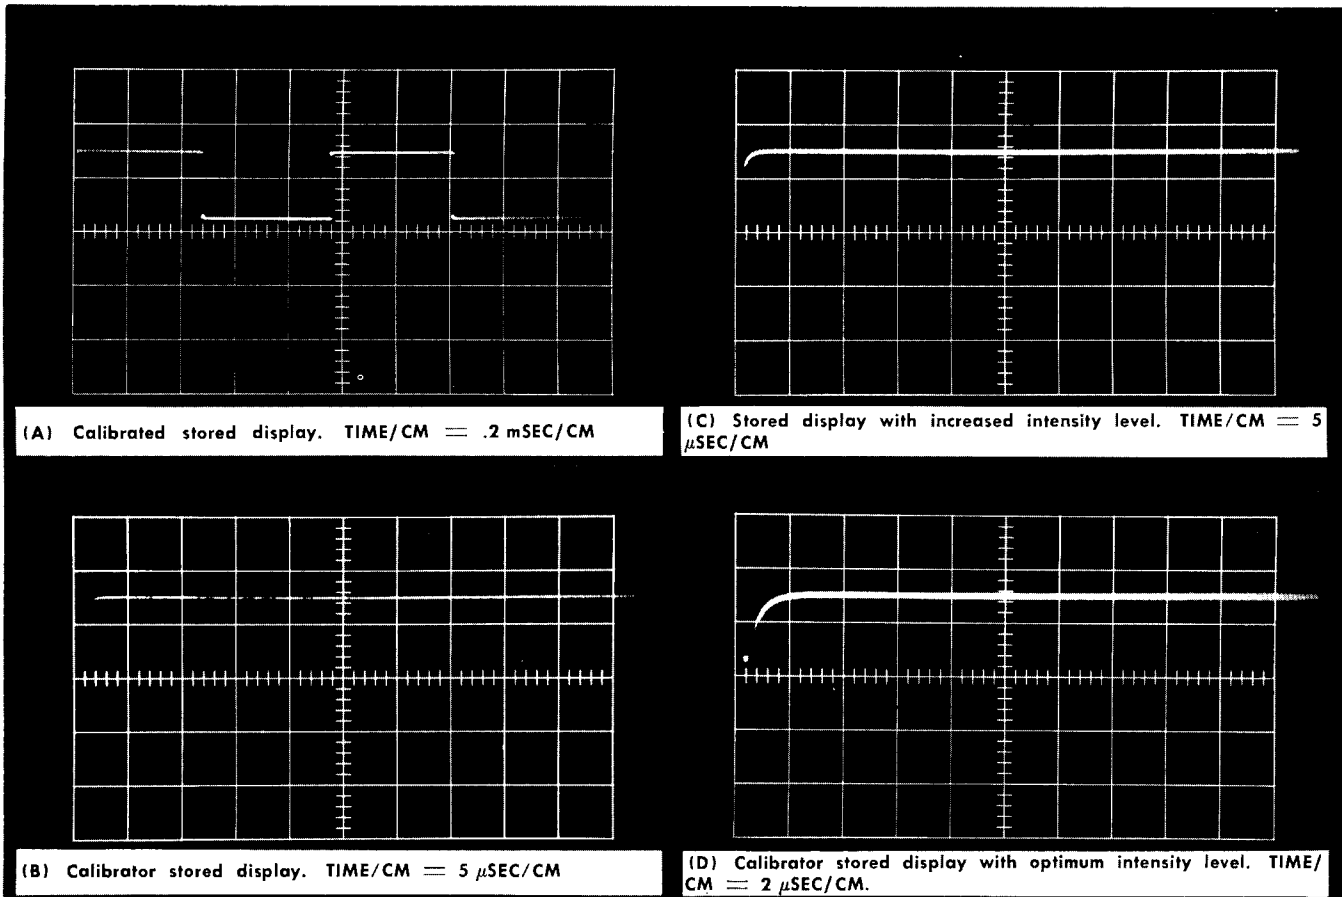 (A) Calibrated stored display. TIME/CM = .2 mSEC/CM
(C) Stored display with increased intensity level. TIME/CM = 5
μSEC/CM
(B) Calibrator stored display. TIME/CM = 5 μSEC/CM
(D) Calibrator stored display with optimum intensity level. TIME/
CM = 2 μSEC/CM.